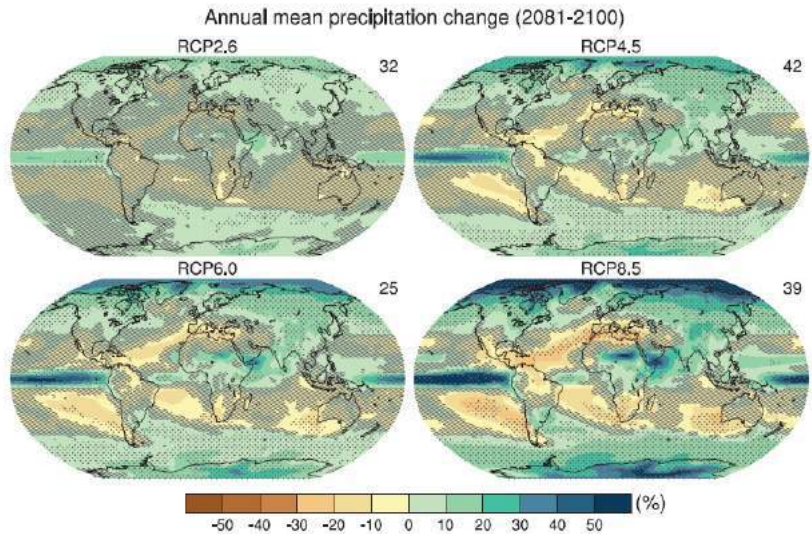 Annual mean precipitation change (2081-2100)
RCP2.6
32
RCP4.5
42
RCP6.0
25
RCP8.5
39
(%)
-50 -40 -30 -20 -10 0 10 20 30 40 50